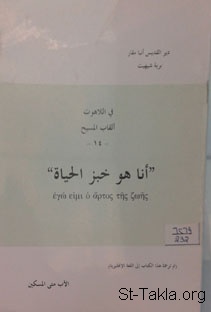 دير القديس أنبا مقار
برية شيهيت
في اللاهوت
ألقاب المسيح
- ١٤ -
"أنا هو خبز الحياة"
ἐγώ εἰμι ὁ ἄρτος τῆς ζωῆς
232
الأب متى المسكين
St-Takla.org